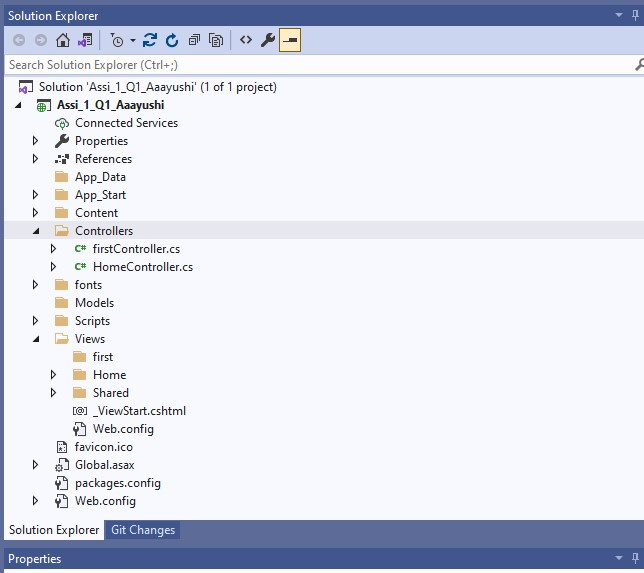 Solution Explorer
Search Solution Explorer (Ctrl+;)
Solution 'Assi_1_Q1_Aaayushi' (1 of 1 project)
Assi_1_Q1_Aaayushi
Connected Services
Properties
References
App_Data
App_Start
Content
Controllers
C# firstController.cs
C# HomeController.cs
fonts
Models
Scripts
Views
first
Home
Shared
[@] _ViewStart.cshtml
Web.config
favicon.ico
Global.asax
packages.config
Web.config
Solution Explorer Git Changes
Properties